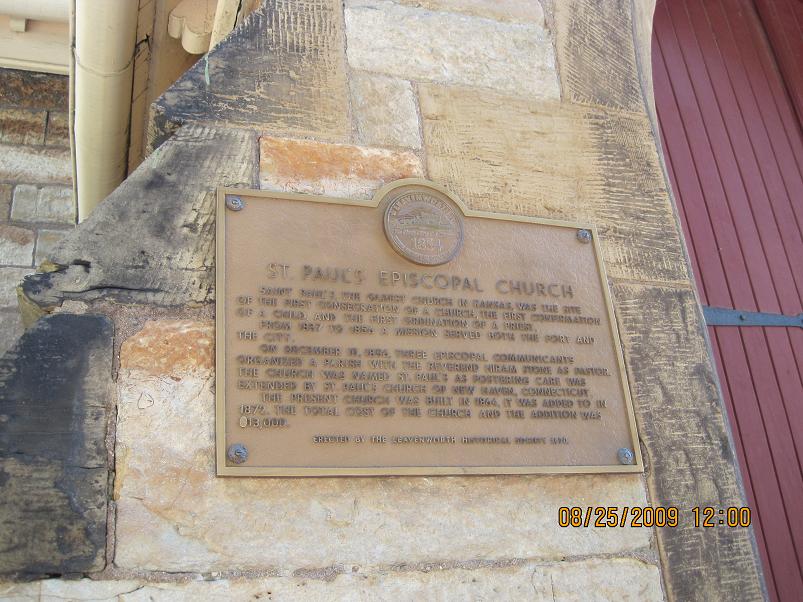 LEAVENWORTH
1854
ST. PAUL'S EPISCOPAL CHURCH
SAINT PAUL'S, THE OLDEST CHURCH IN KANSAS, WAS THE SITE
OF THE FIRST CONSECRATION OF A CHURCH, THE FIRST CONFIRMATION
OF A CHILD, AND THE FIRST ORDINATION OF A PRIEST.
FROM TO 1856 A MISSION SERVED BOTH THE FORT AND
THE CITY.
ON DECEMBER THREE EPISCOPAL COMMUNICANTS
ORGANIZED A PARISH WITH THE REVEREND HIRAM STONE AS PASTOR.
THE CHURCH WAS NAMED ST. PAUL'S AS FOSTERING CARE WAS
EXTENDED BY ST. PAUL'S CHURCH OF NEW HAVEN, CONNECTICUT.
THE PRESENT CHURCH WAS BUILT IN 1864. IT WAS ADDED TO IN
THE TOTAL COST OF THE CHURCH AND THE ADDITION WAS
13,000.
ERECTED BY THE LEAVENWORTH HISTORICAL SOCIETY
08/25/2009 12:00